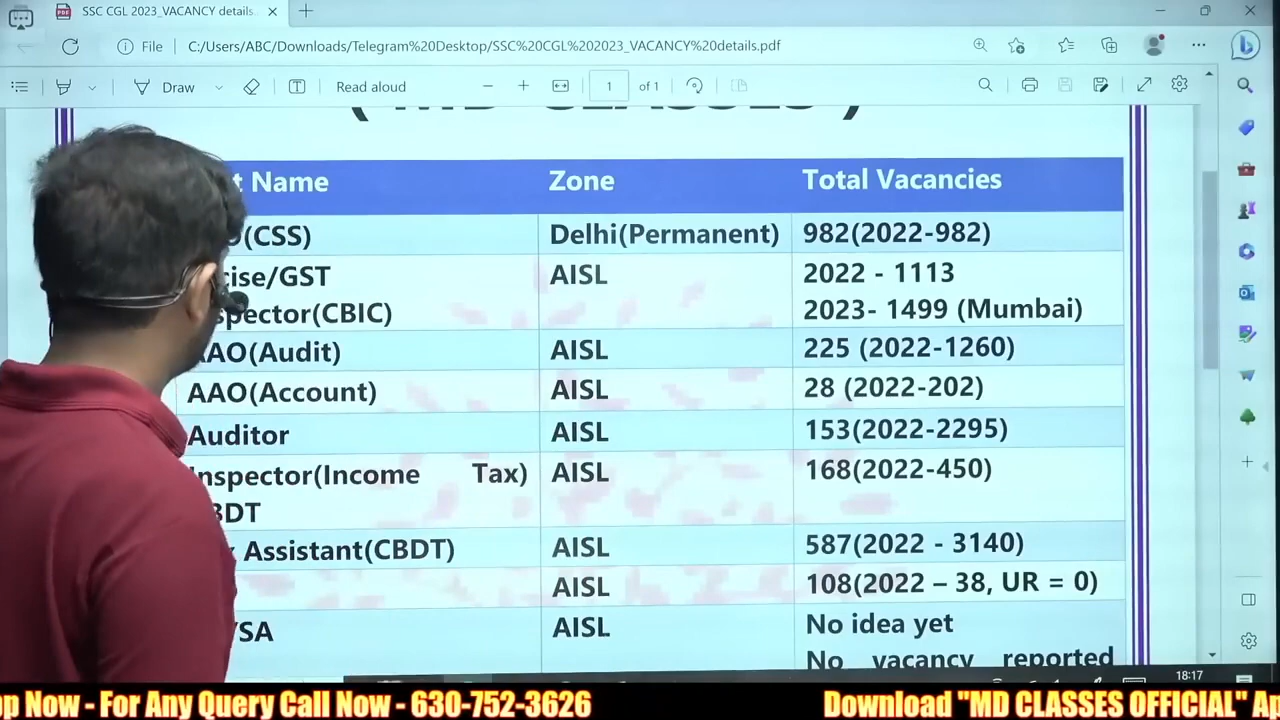 SSC CGL 2023_VACANCY details.
File C:/Users/ABC/Downloads/Telegram%20Desktop/SSC%20CGL%202023_VACANCY%20details.pdf
Draw Read aloud 1 of 1
Name Zone Total Vacancies
(CSS) Delhi(Permanent) 982(2022-982)
cise/GST AISL 2022 - 1113
spector(CBIC) 2023- 1499 (Mumbai)
AAO(Audit) AISL 225 (2022-1260)
AAO(Account) AISL 28 (2022-202)
Auditor AISL 153(2022-2295)
Inspector(Income Tax) AISL 168(2022-450)
BDT
Assistant(CBDT) AISL 587(2022 - 3140)
AISL 108(2022 – 38, UR = 0)
/SA AISL No idea yet
No vacancy reported
18:17
pp Now - For Any Query Call Now - 630-752-3626 Download "MD CLASSES OFFICIAL" Ap